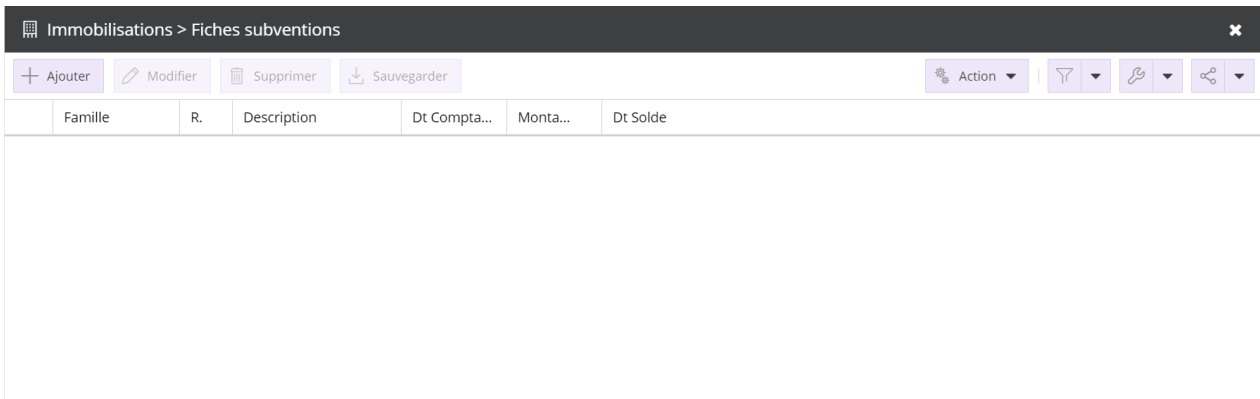 Immobilisations > Fiches subventions
Ajouter Modifier Supprimer Sauvegarder Action
Famille R. Description Dt Compta... Monta... Dt Solde